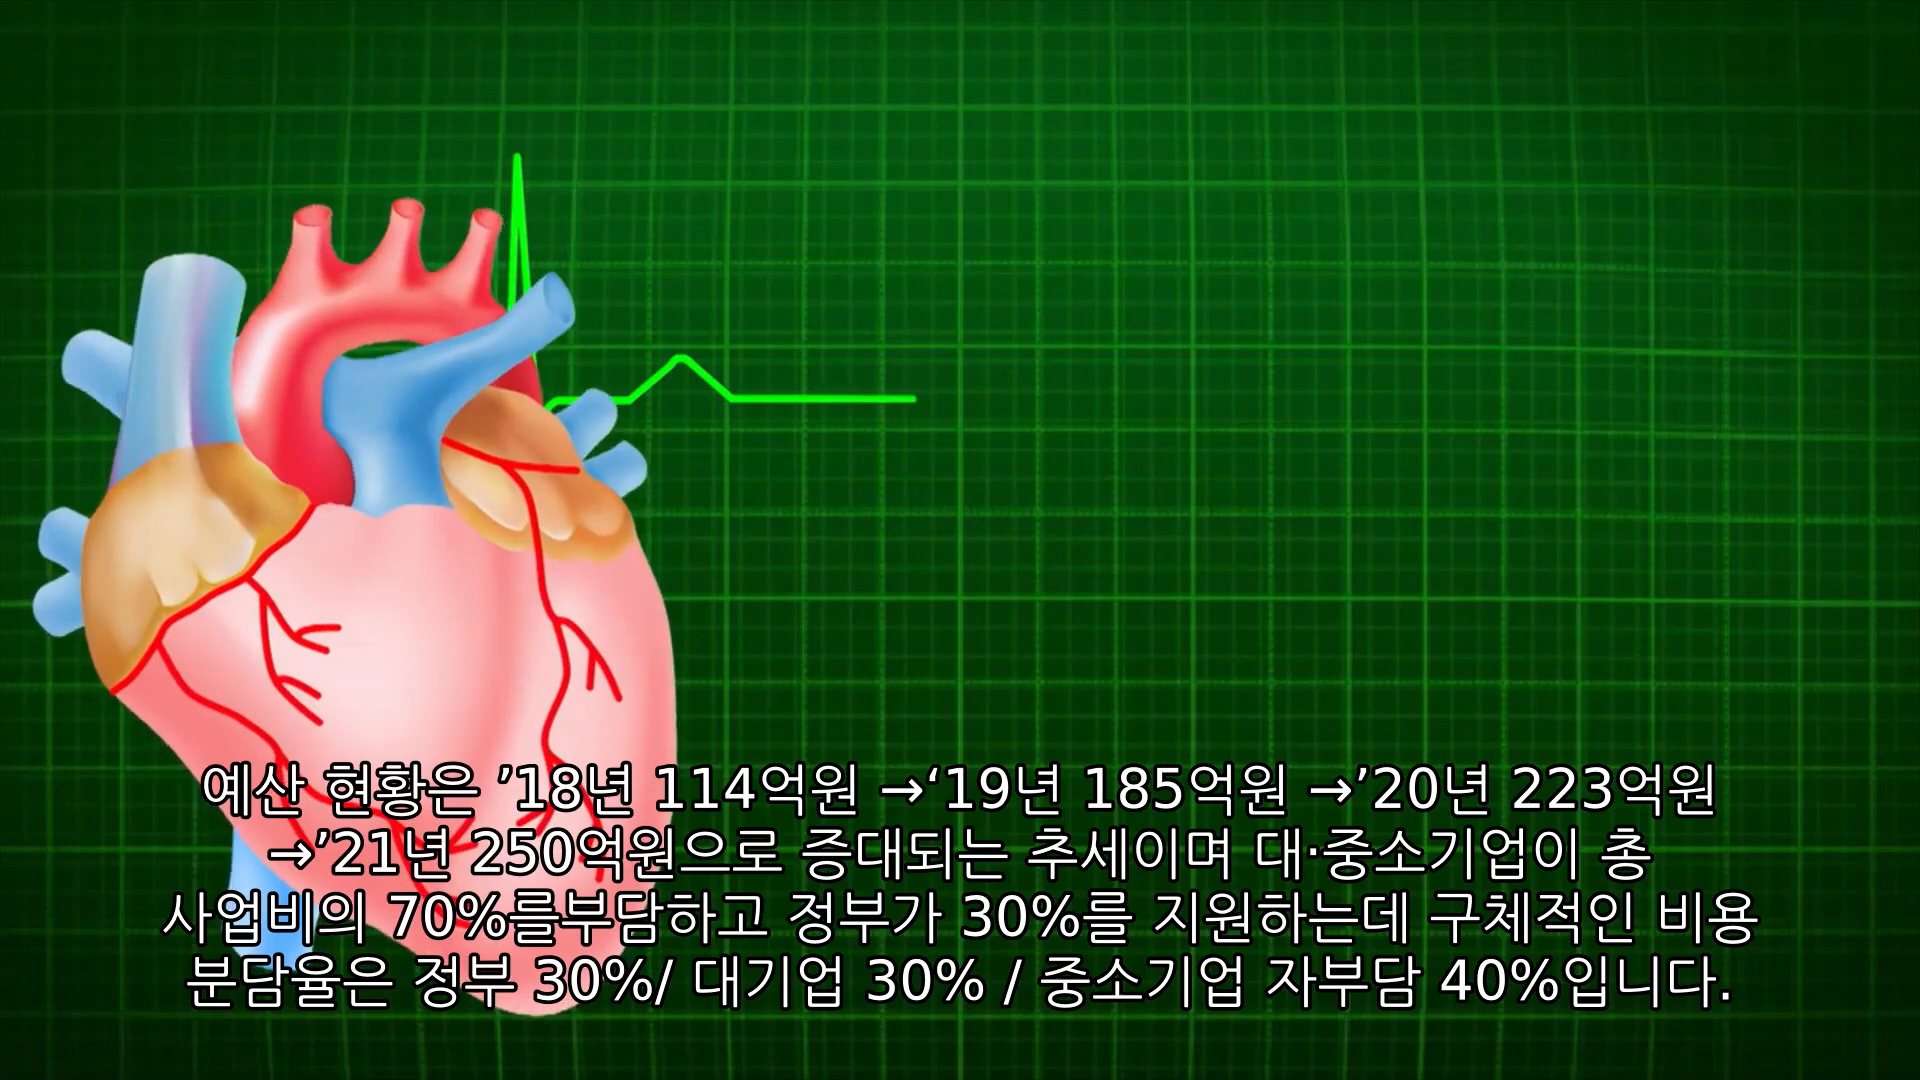 예산 현황은 ’18년 114억원 →‘19년 185억원 →’20년 223억원
→’21년 250억원으로 증대되는 추세이며 대·중소기업이 총
사업비의 70%를부담하고 정부가 30%를 지원하는데 구체적인 비용
분담율은 정부 30%/ 대기업 30% / 중소기업 자부담 40%입니다.